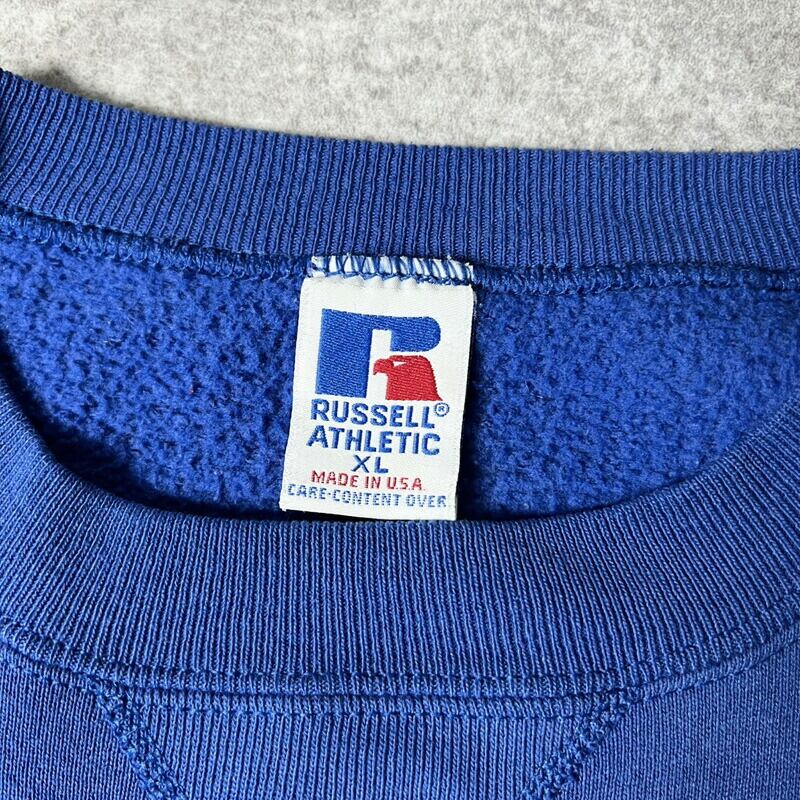 R
RUSSELL®
ATHLETIC
XL
MADE IN U.S.A.
CARE-CONTENT OVER